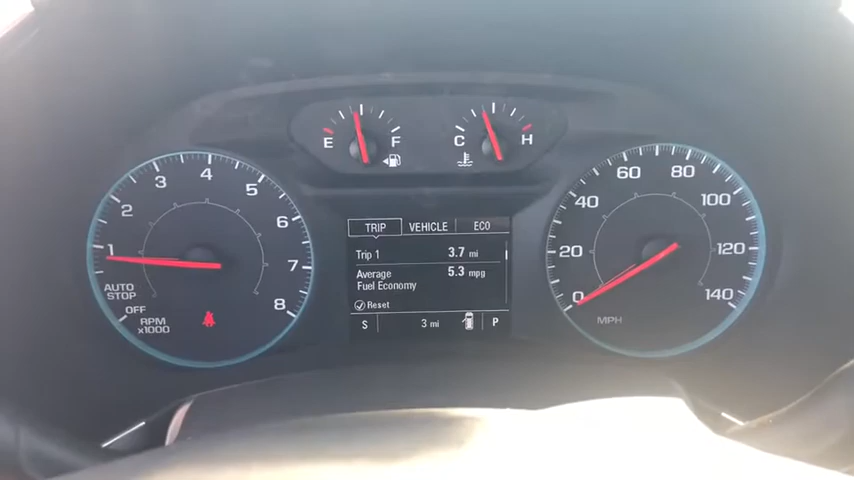 E F C H
1 2 3 4 5 6 7 8
AUTO
STOP
OFF
RPM
x1000
TRIP VEHICLE ECO
Trip 1 3.7 mi
Average 5.3 mpg
Fuel Economy
Reset
S 3 mi P
0 20 40 60 80 100 120 140
MPH